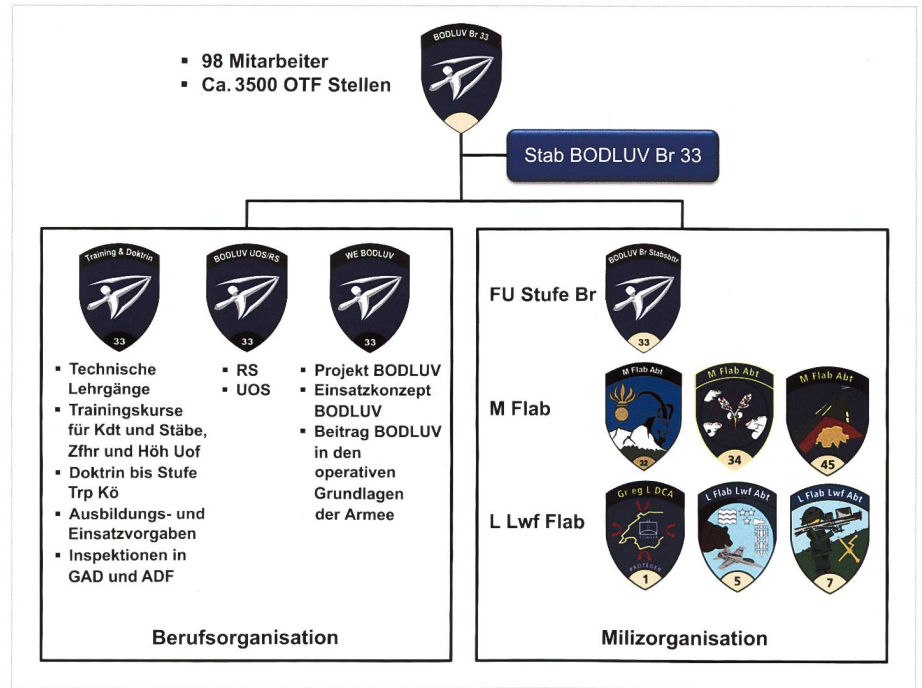 BODLUV Br 33
▪ 98 Mitarbeiter
▪ Ca. 3500 OTF Stellen
Stab BODLUV Br 33
Training & Doktrin
33
▪ Technische
Lehrgänge
▪ Trainingskurse
für Kdt und Stäbe,
Zfhr und Höh Uof
▪ Doktrin bis Stufe
Trp Kö
▪ Ausbildungs- und
Einsatzvorgaben
▪ Inspektionen in
GAD und ADF
BODLUV UOS/RS
33
▪ RS
▪ UOS
WE BODLUV
33
▪ Projekt BODLUV
▪ Einsatzkonzept
BODLUV
▪ Beitrag BODLUV
in den
operativen
Grundlagen
der Armee
Berufsorganisation
FU Stufe Br
BODLUV Br Stabsbttr
33
M Flab
M Flab Abt
32
M Flab Abt
34
M Flab Abt
45
L Lwf Flab
Gr eg L DCA
PROTEGER
1
L Flab Lwf Abt
5
L Flab Lwf Abt
7
Milizorganisation